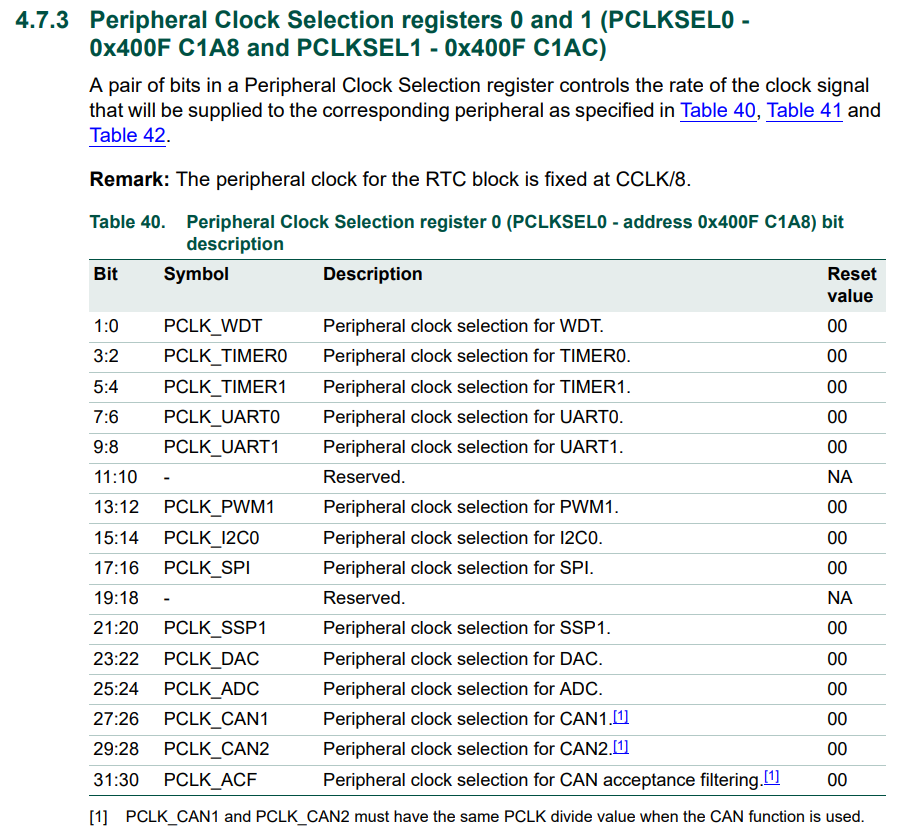 4.7.3 Peripheral Clock Selection registers 0 and 1 (PCLKSEL0 -
0x400F C1A8 and PCLKSEL1 - 0x400F C1AC)
A pair of bits in a Peripheral Clock Selection register controls the rate of the clock signal
that will be supplied to the corresponding peripheral as specified in Table 40, Table 41 and
Table 42.
Remark: The peripheral clock for the RTC block is fixed at CCLK/8.
Table 40. Peripheral Clock Selection register 0 (PCLKSEL0 - address 0x400F C1A8) bit
description
Bit Symbol Description Reset
value
1:0 PCLK_WDT Peripheral clock selection for WDT. 00
3:2 PCLK_TIMER0 Peripheral clock selection for TIMER0. 00
5:4 PCLK_TIMER1 Peripheral clock selection for TIMER1. 00
7:6 PCLK_UART0 Peripheral clock selection for UART0. 00
9:8 PCLK_UART1 Peripheral clock selection for UART1. 00
11:10 - Reserved. NA
13:12 PCLK_PWM1 Peripheral clock selection for PWM1. 00
15:14 PCLK_I2C0 Peripheral clock selection for I2C0. 00
17:16 PCLK_SPI Peripheral clock selection for SPI. 00
19:18 - Reserved. NA
21:20 PCLK_SSP1 Peripheral clock selection for SSP1. 00
23:22 PCLK_DAC Peripheral clock selection for DAC. 00
25:24 PCLK_ADC Peripheral clock selection for ADC. 00
27:26 PCLK_CAN1 Peripheral clock selection for CAN1.[1] 00
29:28 PCLK_CAN2 Peripheral clock selection for CAN2.[1] 00
31:30 PCLK_ACF Peripheral clock selection for CAN acceptance filtering.[1] 00
[1] PCLK_CAN1 and PCLK_CAN2 must have the same PCLK divide value when the CAN function is used.